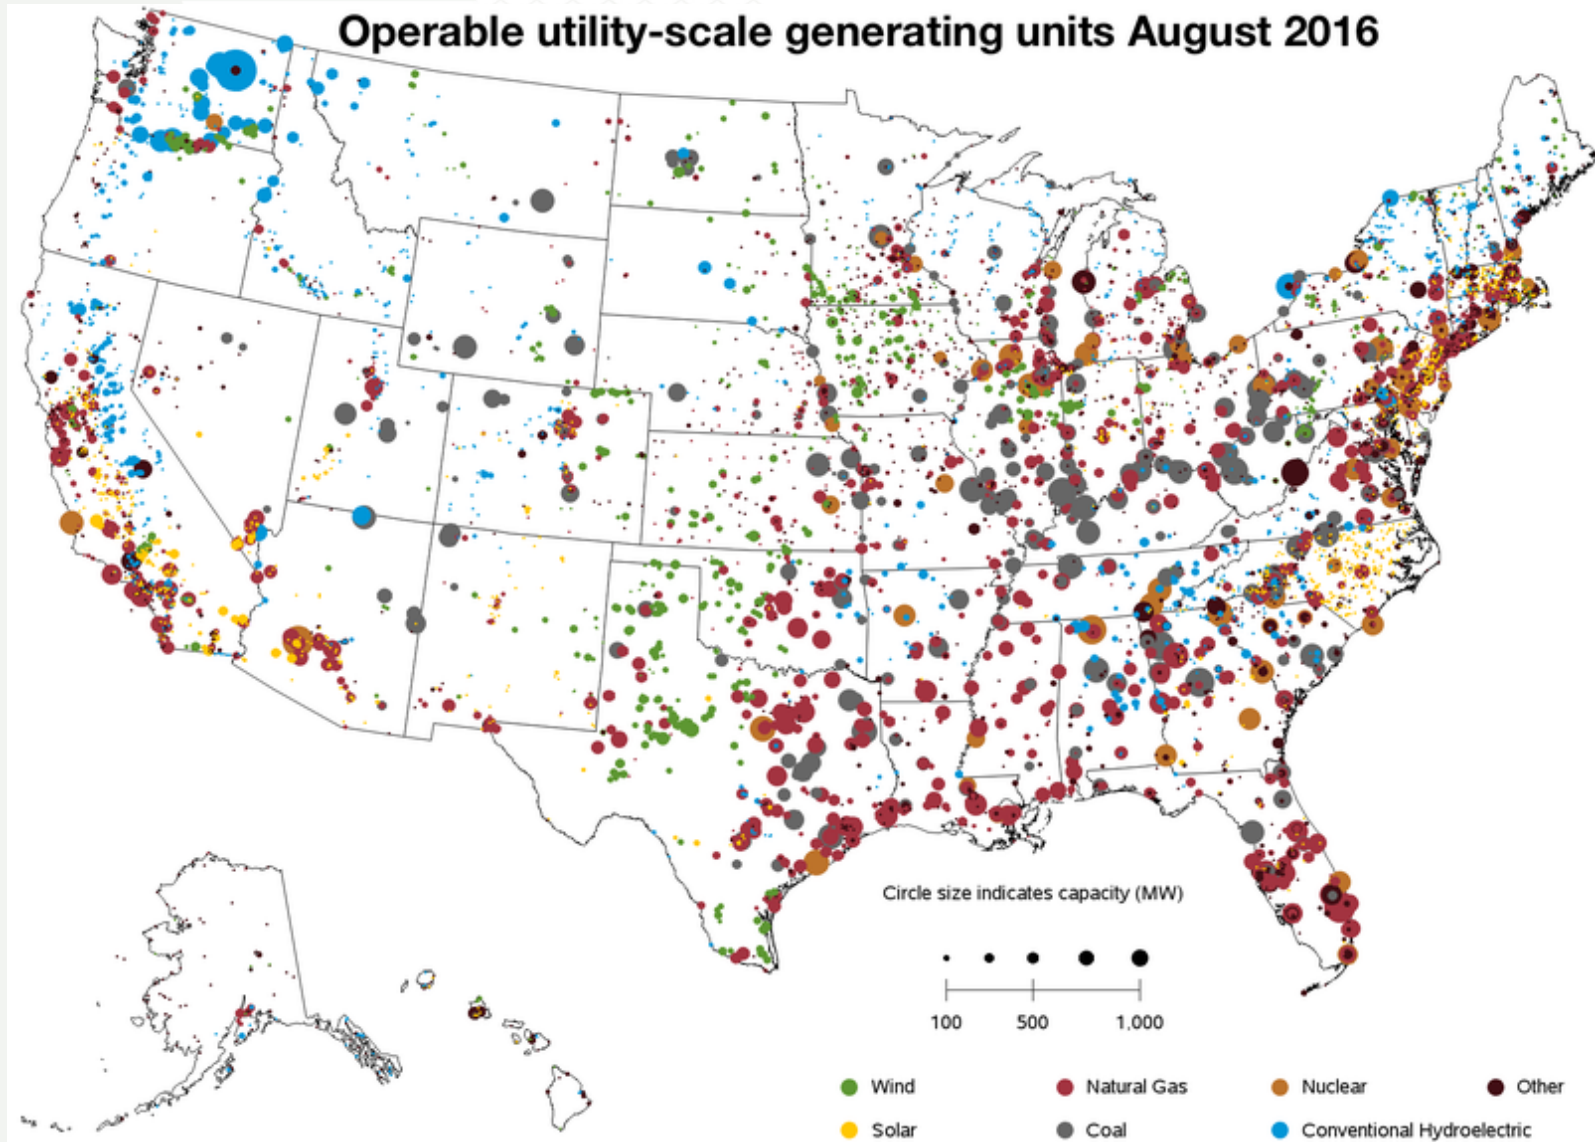 Operable utility-scale generating units August 2016
Circle size indicates capacity (MW)
100 500 1,000
Wind Natural Gas Nuclear Other
Solar Coal Conventional Hydroelectric